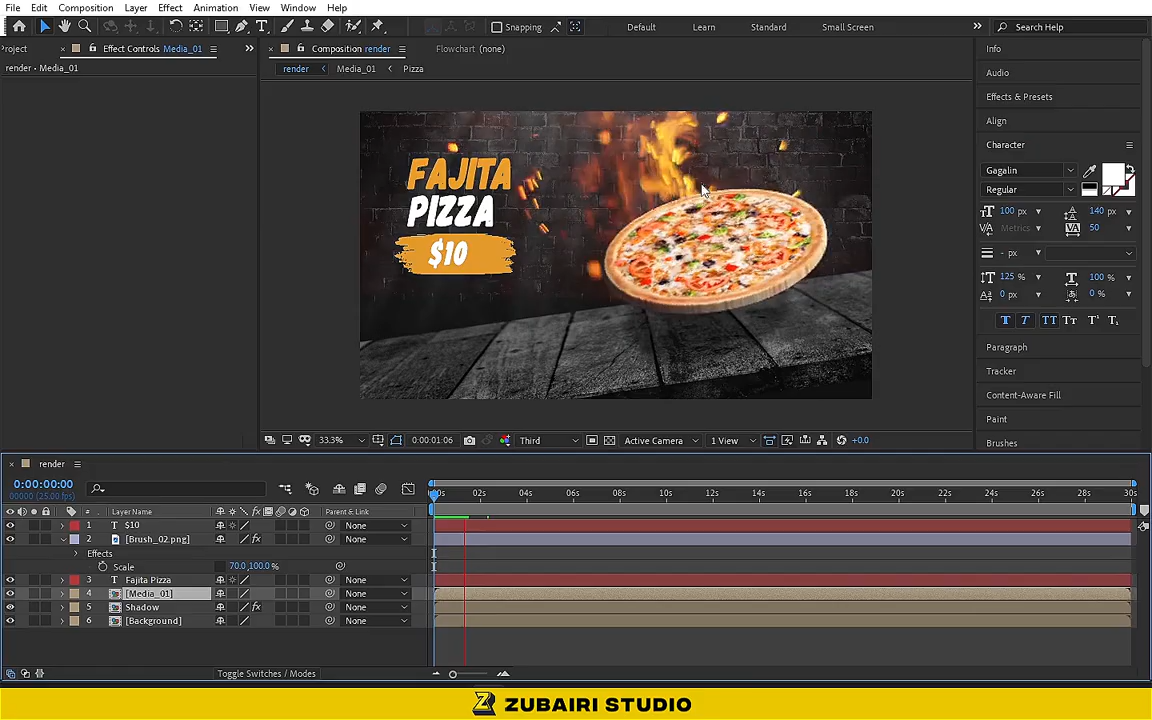 File Edit Composition Layer Effect Animation View Window Help
Snapping Default Learn Standard Small Screen Search Help
Project Effect Controls Media_01 Composition render Flowchart (none)
render • Media_01
render Media_01 Pizza
FAJITA
PIZZA
$10
Info
Audio
Effects & Presets
Align
Character
Gagalin
Regular
100 px 140 px
Metrics 50
- px
125 % 100 %
0 px 0 %
Paragraph
Tracker
Content-Aware Fill
Paint
Brushes
33.3% 0:00:01:06 Third Active Camera 1 View +0.0
render
0:00:00:00
00000 (25.00 fps)
02s 04s 06s 08s 10s 12s 14s 16s 18s 20s 22s 24s 26s 28s 30s
# Layer Name Parent & Link
1 T $10 None
2 [Brush_02.png] None
Effects
Scale 70.0,100.0 %
3 T Fajita Pizza None
4 [Media_01] None
5 Shadow None
6 [Background] None
Toggle Switches / Modes
ZUBAIRI STUDIO